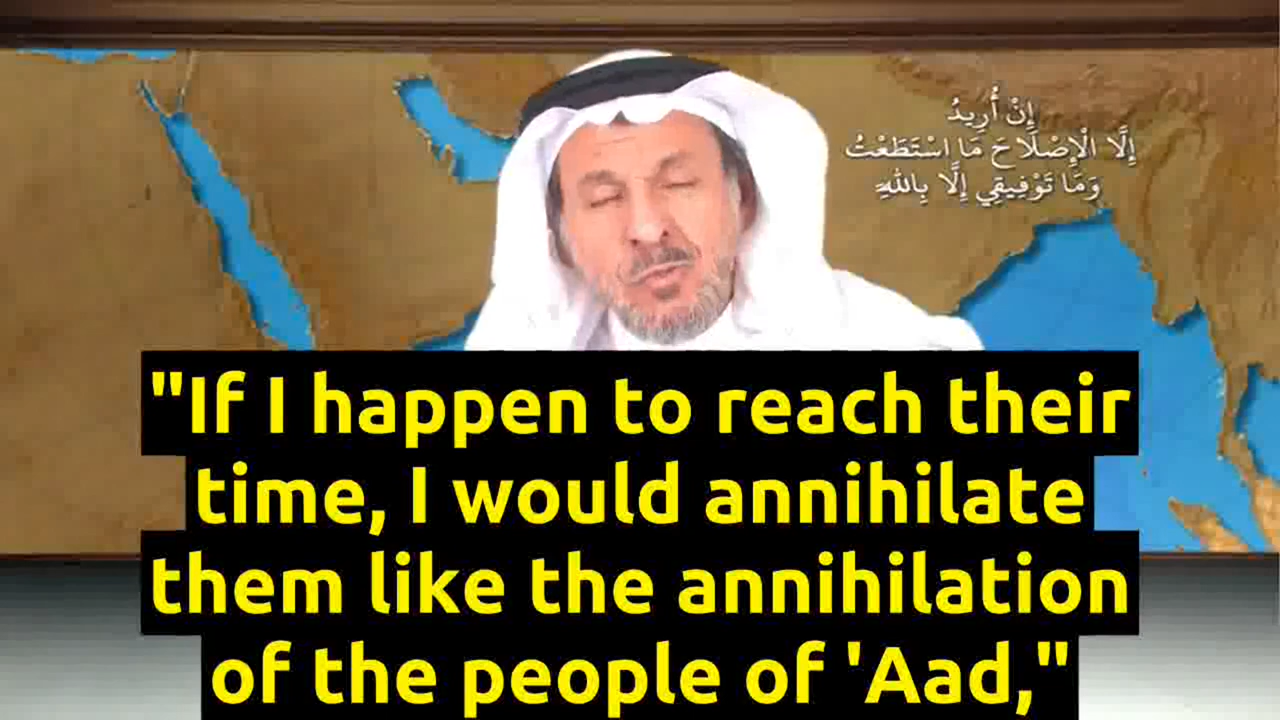 إِنْ أُرِيدُ
إِلَّا الْإِصْلَاحَ مَا اسْتَطَعْتُ
وَمَا تَوْفِيقِي إِلَّا بِاللَّهِ
"If I happen to reach their
time, I would annihilate
them like the annihilation
of the people of 'Aad,"